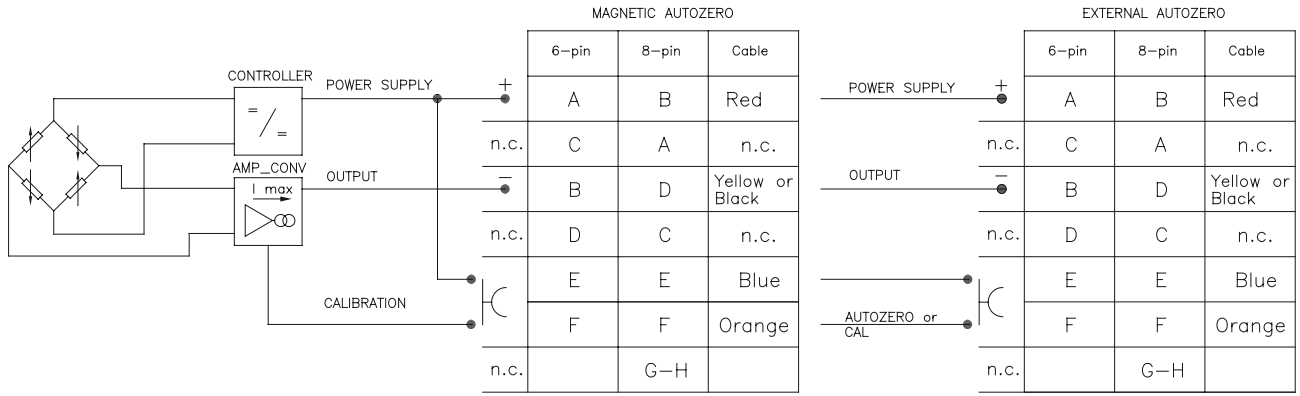 MAGNETIC AUTOZERO
6-pin 8-pin Cable
CONTROLLER
= / =
POWER SUPPLY + A B Red
n.c. C A n.c.
AMP_CONV
I max
OUTPUT – B D Yellow or
Black
n.c. D C n.c.
E E Blue
CALIBRATION F F Orange
n.c. G-H
EXTERNAL AUTOZERO
6-pin 8-pin Cable
POWER SUPPLY + A B Red
n.c. C A n.c.
OUTPUT – B D Yellow or
Black
n.c. D C n.c.
E E Blue
AUTOZERO or
CAL
F F Orange
n.c. G-H